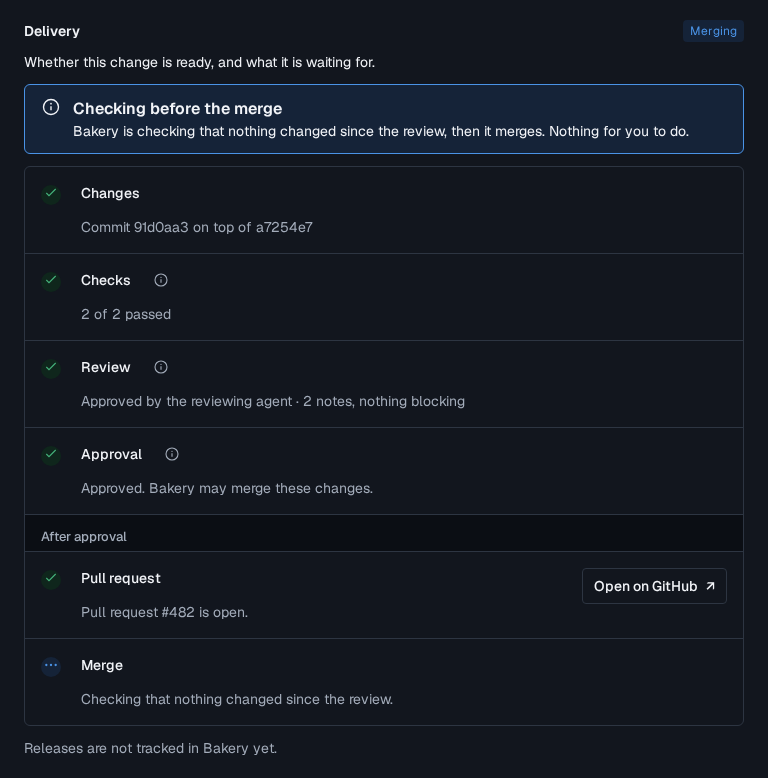 Delivery
Merging
Whether this change is ready, and what it is waiting for.
Checking before the merge
Bakery is checking that nothing changed since the review, then it merges. Nothing for you to do.
Changes
Commit 91d0aa3 on top of a7254e7
Checks
2 of 2 passed
Review
Approved by the reviewing agent · 2 notes, nothing blocking
Approval
Approved. Bakery may merge these changes.
After approval
Pull request
Open on GitHub
Pull request #482 is open.
Merge
Checking that nothing changed since the review.
Releases are not tracked in Bakery yet.